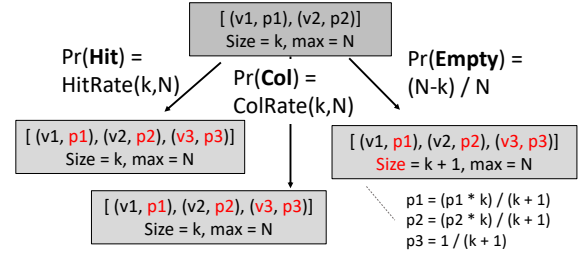 [ (v1, p1), (v2, p2) ]
Size = k, max = N
Pr(Hit) =
HitRate(k,N)
Pr(Col) =
ColRate(k,N)
Pr(Empty) =
(N-k) / N
[ (v1, p1), (v2, p2), (v3, p3)]
Size = k, max = N
[ (v1, p1), (v2, p2), (v3, p3)]
Size = k, max = N
[ (v1, p1), (v2, p2), (v3, p3)]
Size = k + 1, max = N
p1 = (p1 * k) / (k + 1)
p2 = (p2 * k) / (k + 1)
p3 = 1 / (k + 1)